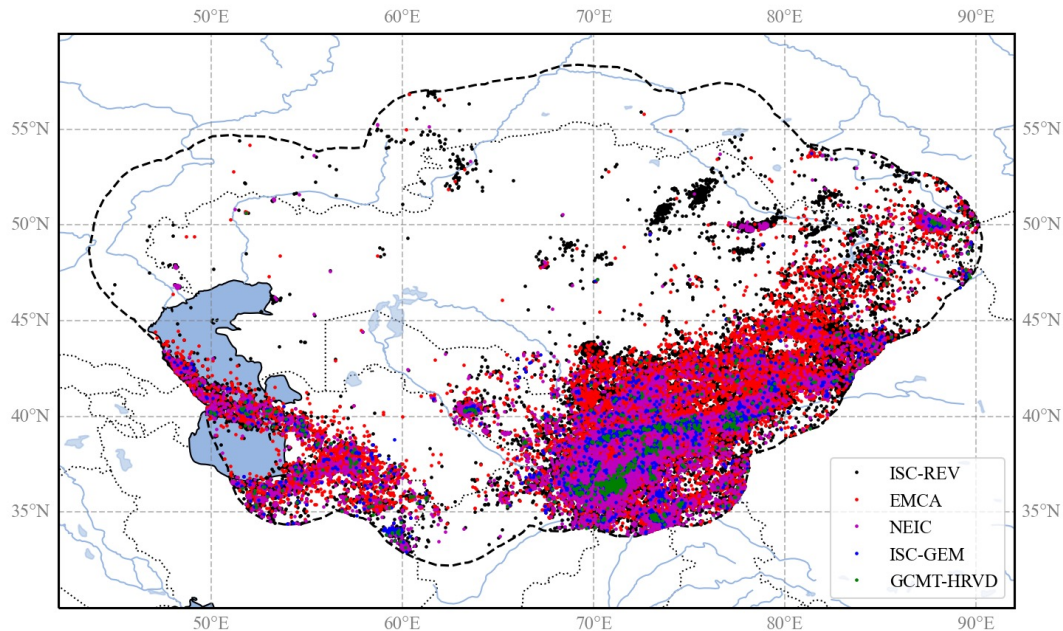 50°E 60°E 70°E 80°E 90°E
55°N 55°N
50°N 50°N
45°N 45°N
40°N 40°N
35°N 35°N
ISC-REV
EMCA
NEIC
ISC-GEM
GCMT-HRVD
50°E 60°E 70°E 80°E 90°E